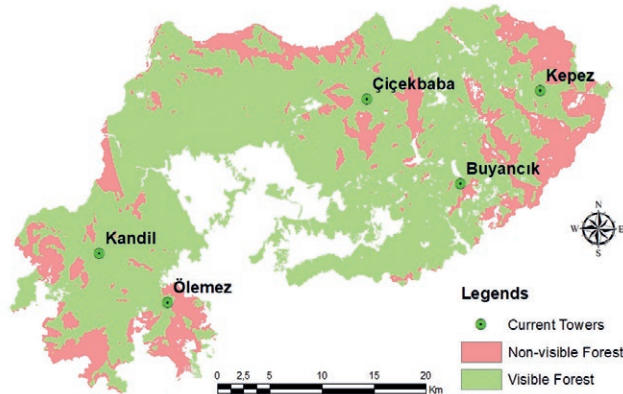 Çiçekbaba
Kepez
Buyancık
Kandil
Ölemez
N
W E
S
Legends
Current Towers
Non-visible Forest
Visible Forest
0 2,5 5 10 15 20
Km